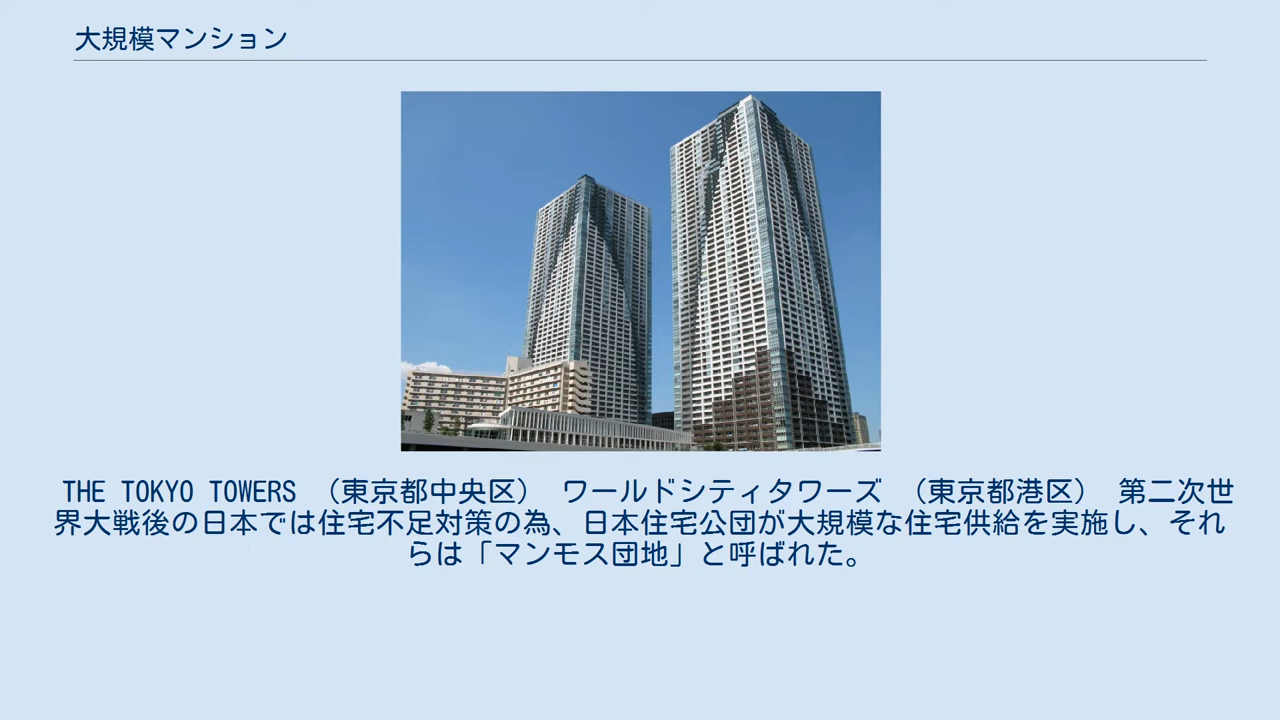 大規模マンション
THE TOKYO TOWERS （東京都中央区） ワールドシティタワーズ （東京都港区） 第二次世
界大戦後の日本では住宅不足対策の為、日本住宅公団が大規模な住宅供給を実施し、それ
らは「マンモス団地」と呼ばれた。